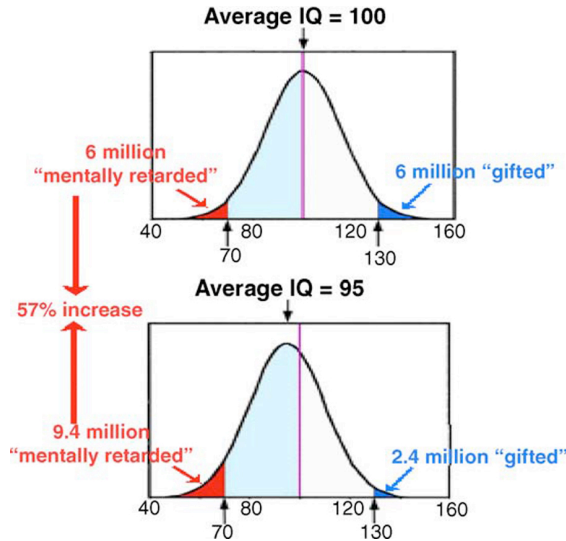 Average IQ = 100
6 million
“mentally retarded”
6 million “gifted”
40 80 120 160
70 130
57% increase
Average IQ = 95
9.4 million
“mentally retarded”
2.4 million “gifted”
40 80 120 160
70 130